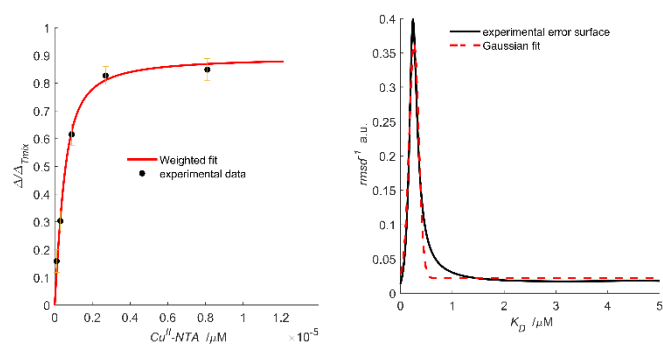 1
0.9
0.8
0.7
0.6
0.5
0.4
0.3
0.2
0.1
0
Δ/Δ_Tmix
Weighted fit
experimental data
0 0.2 0.4 0.6 0.8 1 1.2
×10⁻⁵
Cu^II-NTA /µM
0.4
0.35
0.3
0.25
0.2
0.15
0.1
0.05
0
rmsd⁻¹ a.u.
experimental error surface
Gaussian fit
0 1 2 3 4 5
K_D /µM